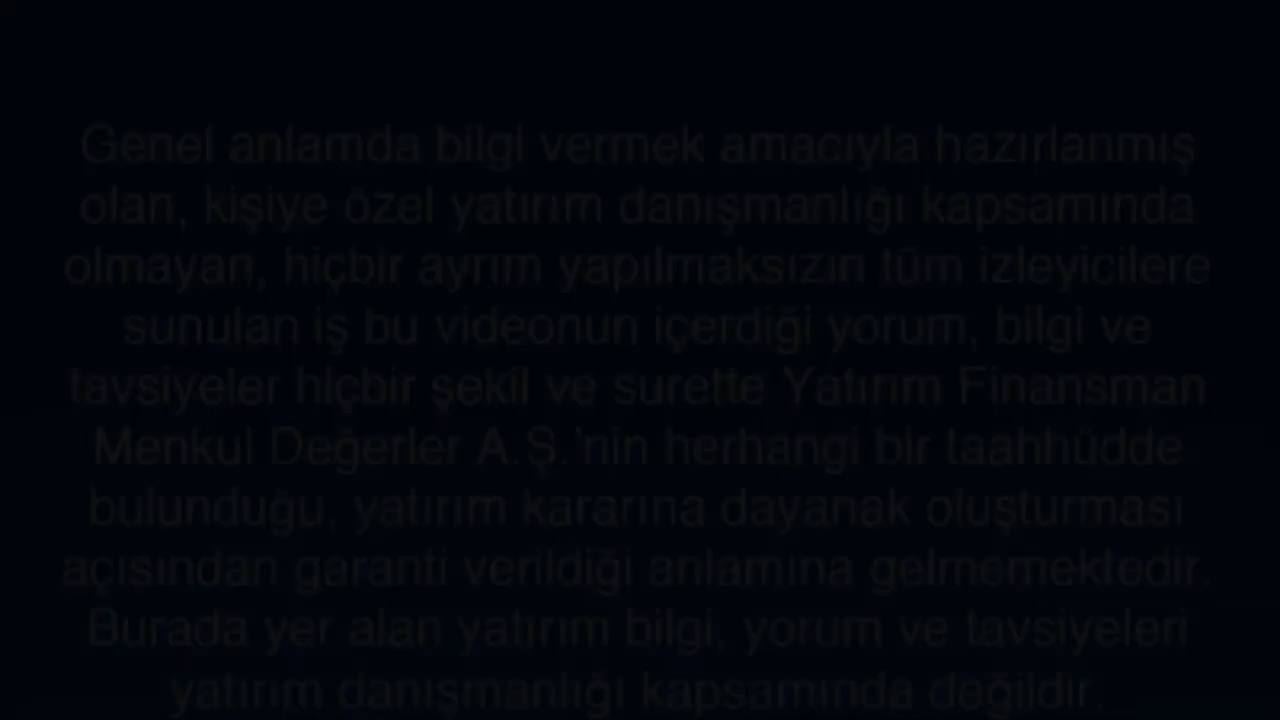 Genel anlamda bilgi vermek amacıyla hazırlanmış
olan, kişiye özel yatırım danışmanlığı kapsamında
olmayan, hiçbir ayrım yapılmaksızın tüm izleyicilere
sunulan iş bu videonun içerdiği yorum, bilgi ve
tavsiyeler hiçbir şekil ve surette Yatırım Finansman
Menkul Değerler A.Ş.'nin herhangi bir taahhüdde
bulunduğu, yatırım kararına dayanak oluşturması
açısından garanti verildiği anlamına gelmemektedir.
Burada yer alan yatırım bilgi, yorum ve tavsiyeleri
yatırım danışmanlığı kapsamında değildir.